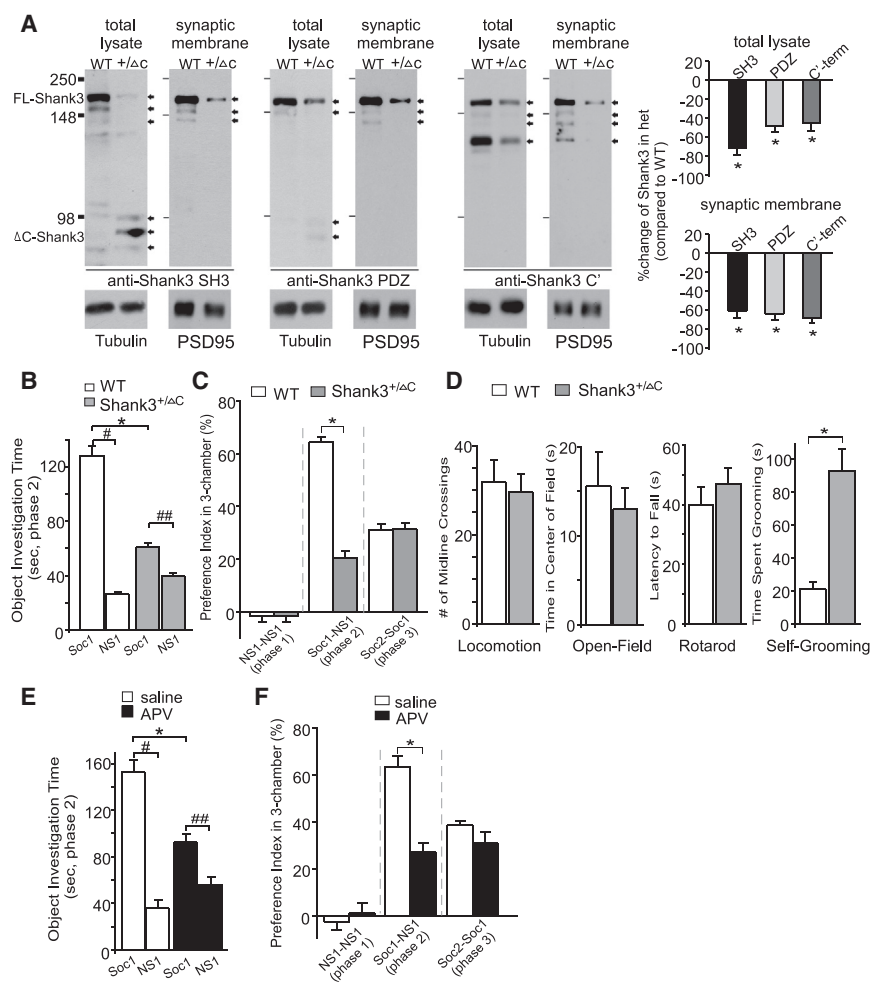 A
total lysate
synaptic membrane
total lysate
synaptic membrane
total lysate
synaptic membrane
WT +/△c
WT +/△c
WT +/△c
WT +/△c
WT +/△c
WT +/△c
250
FL-Shank3
148
98
ΔC-Shank3
anti-Shank3 SH3
anti-Shank3 PDZ
anti-Shank3 C'
Tubulin
PSD95
Tubulin
PSD95
Tubulin
PSD95
total lysate
SH3
PDZ
C'-term
20
0
-20
-40
-60
-80
-100
* * *
%change of Shank3 in het
(compared to WT)
synaptic membrane
SH3
PDZ
C'-term
20
0
-20
-40
-60
-80
-100
* * *
B
WT
Shank3+/△C
Object Investigation Time
(sec, phase 2)
120
80
40
0
*
#
##
Soc1
NS1
Soc1
NS1
C
WT
Shank3+/△C
Preference Index in 3-chamber (%)
80
60
40
20
0
*
NS1-NS1
(phase 1)
Soc1-NS1
(phase 2)
Soc2-Soc1
(phase 3)
D
WT
Shank3+/△C
# of Midline Crossings
40
30
20
10
0
Locomotion
Time in Center of Field (s)
20
15
10
5
0
Open-Field
Latency to Fall (s)
60
40
20
0
Rotarod
Time Spent Grooming (s)
120
100
80
60
40
20
0
*
Self-Grooming
E
saline
APV
Object Investigation Time
(sec, phase 2)
160
120
80
40
0
*
#
##
Soc1
NS1
Soc1
NS1
F
saline
APV
Preference Index in 3-chamber (%)
80
60
40
20
0
*
NS1-NS1
(phase 1)
Soc1-NS1
(phase 2)
Soc2-Soc1
(phase 3)